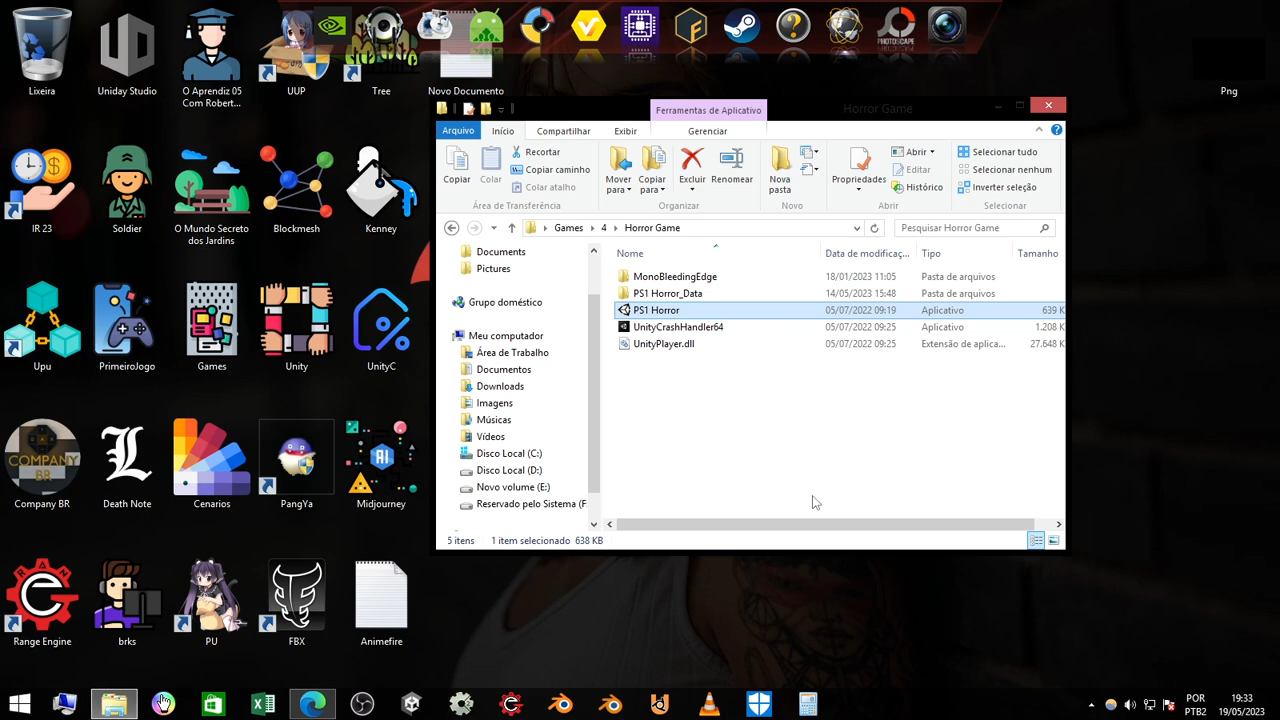 Lixeira
Uniday Studio
O Aprendiz 05
Com Robert...
UUP
Tree
Novo Documento
PHOTOSCAPE
Png
Horror Game
Ferramentas de Aplicativo
Arquivo
Início
Compartilhar
Exibir
Gerenciar
Copiar
Colar
Recortar
Copiar caminho
Colar atalho
Área de Transferência
Mover para
Copiar para
Excluir
Renomear
Organizar
Nova pasta
Novo
Propriedades
Abrir
Editar
Histórico
Abrir
Selecionar tudo
Selecionar nenhum
Inverter seleção
Selecionar
Games
4
Horror Game
Pesquisar Horror Game
Documents
Pictures
Grupo doméstico
Meu computador
Área de Trabalho
Documentos
Downloads
Imagens
Músicas
Vídeos
Disco Local (C:)
Disco Local (D:)
Novo volume (E:)
Reservado pelo Sistema (F
Nome Data de modificaç... Tipo Tamanho
MonoBleedingEdge 18/01/2023 11:05 Pasta de arquivos
PS1 Horror_Data 14/05/2023 15:48 Pasta de arquivos
PS1 Horror 05/07/2022 09:19 Aplicativo 639 K
UnityCrashHandler64 05/07/2022 09:25 Aplicativo 1.208 K
UnityPlayer.dll 05/07/2022 09:25 Extensão de aplica... 27.648 K
5 itens 1 item selecionado 638 KB
IR 23
Soldier
O Mundo Secreto
dos Jardins
Blockmesh
Kenney
Upu
PrimeiroJogo
Games
Unity
UnityC
COMPANY
BR
Company BR
Death Note
Cenarios
PangYa
AI
Midjourney
RAN
Range Engine
brks
PU
FBX
Animefire
POR
PTB2
19:33
19/05/2023